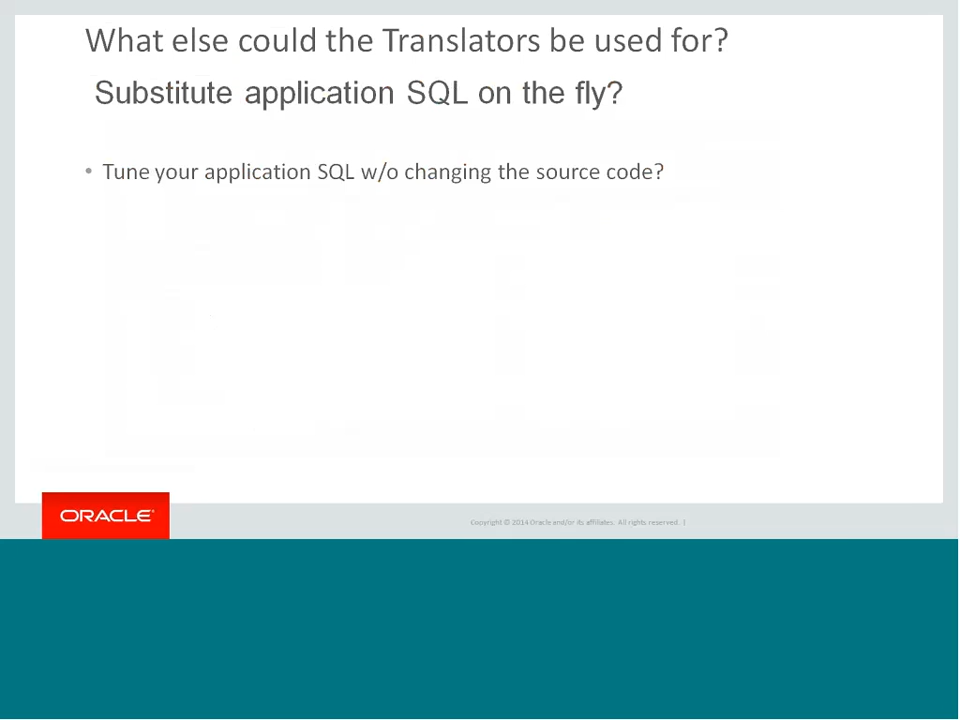 What else could the Translators be used for?
Substitute application SQL on the fly?
• Tune your application SQL w/o changing the source code?
ORACLE
Copyright © 2014 Oracle and/or its affiliates. All rights reserved. |